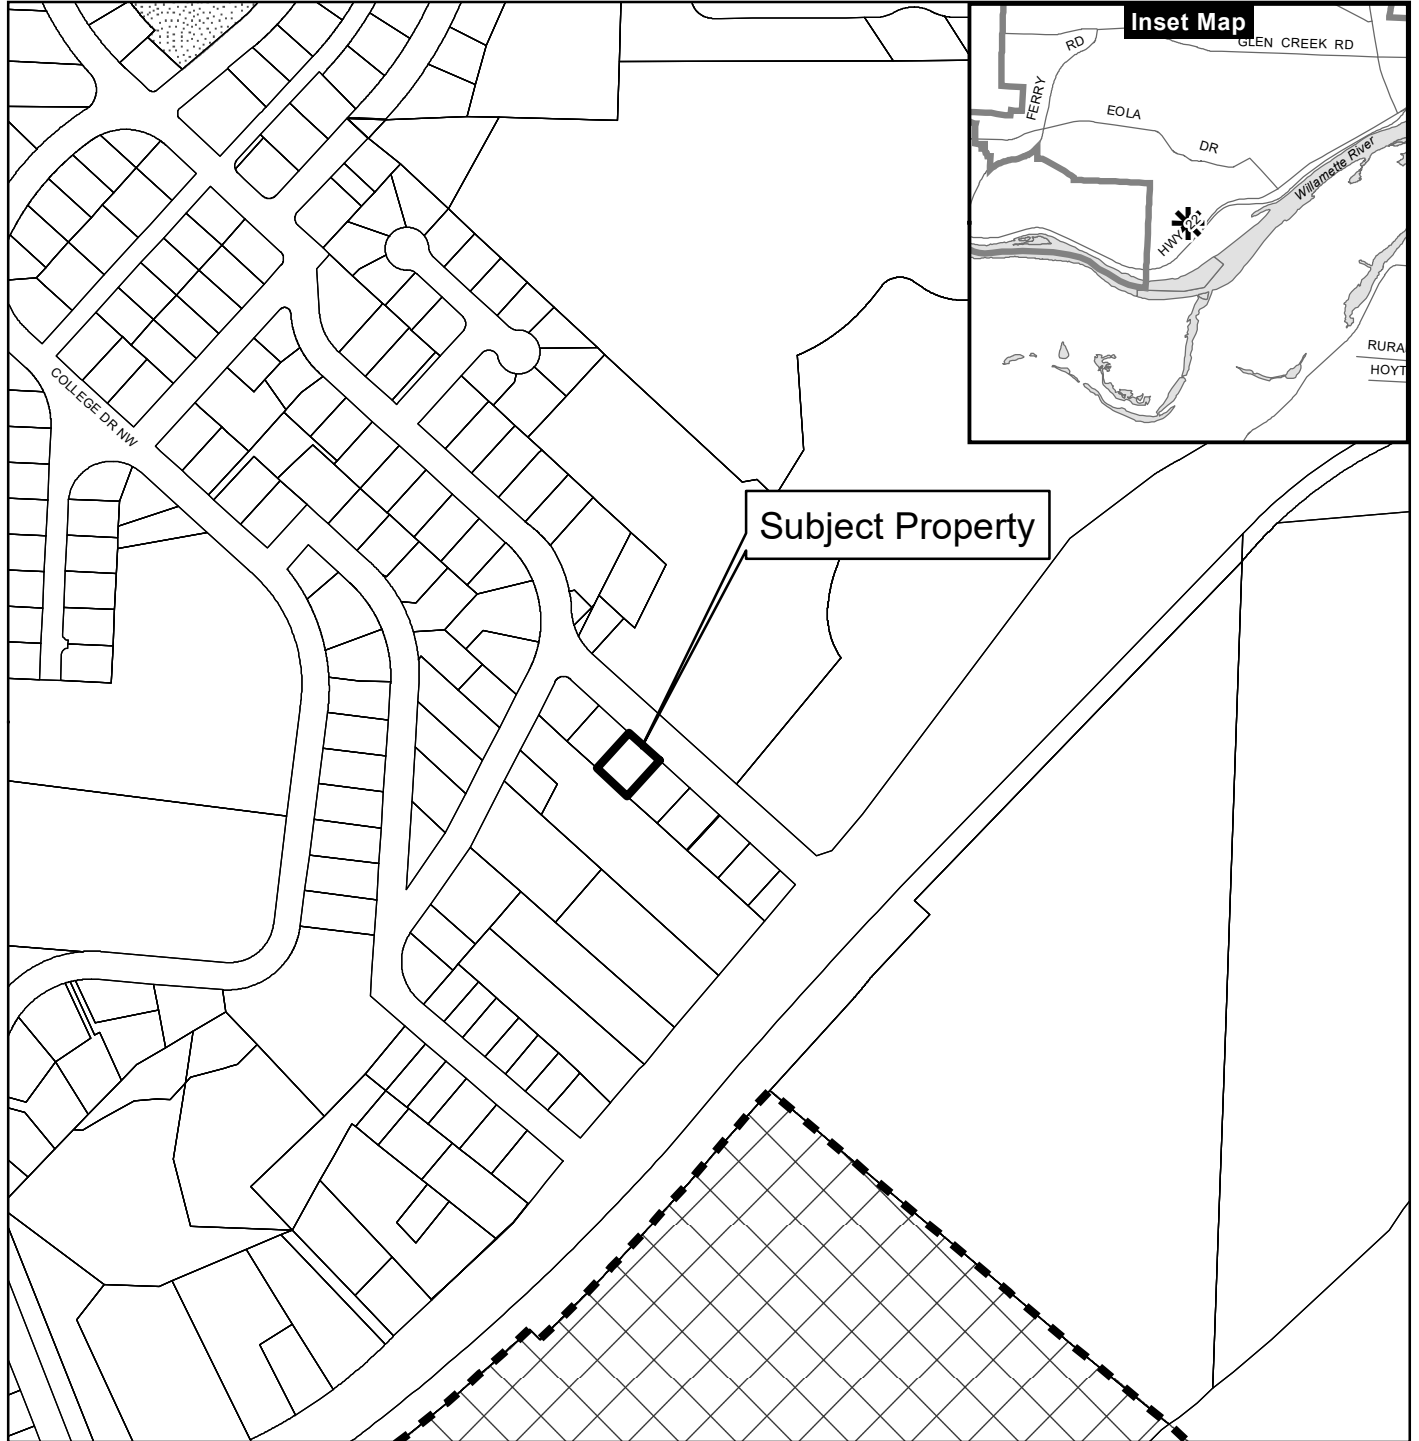 Inset Map
GLEN CREEK RD
RD
FERRY
EOLA
DR
Willamette River
HWY 22
RURA
HOYT
COLLEGE DR NW
Subject Property